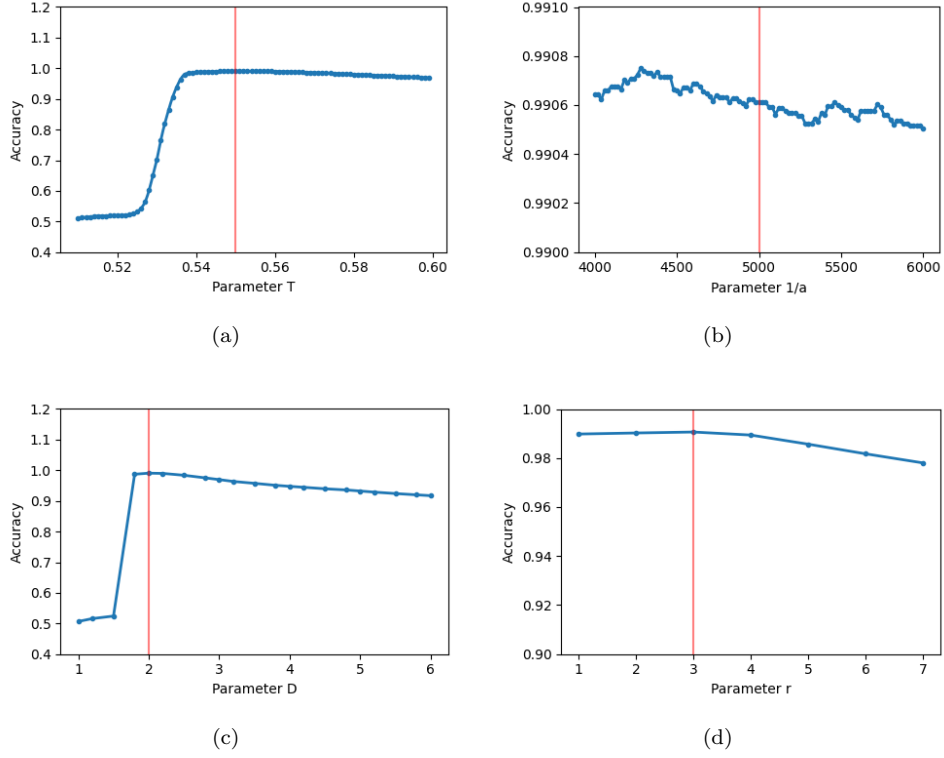 1.2
1.1
1.0
0.9
0.8
0.7
0.6
0.5
0.4
Accuracy
0.52 0.54 0.56 0.58 0.60
Parameter T
(a)
0.9910
0.9908
0.9906
0.9904
0.9902
0.9900
Accuracy
4000 4500 5000 5500 6000
Parameter 1/a
(b)
1.2
1.1
1.0
0.9
0.8
0.7
0.6
0.5
0.4
Accuracy
1 2 3 4 5 6
Parameter D
(c)
1.00
0.98
0.96
0.94
0.92
0.90
Accuracy
1 2 3 4 5 6 7
Parameter r
(d)